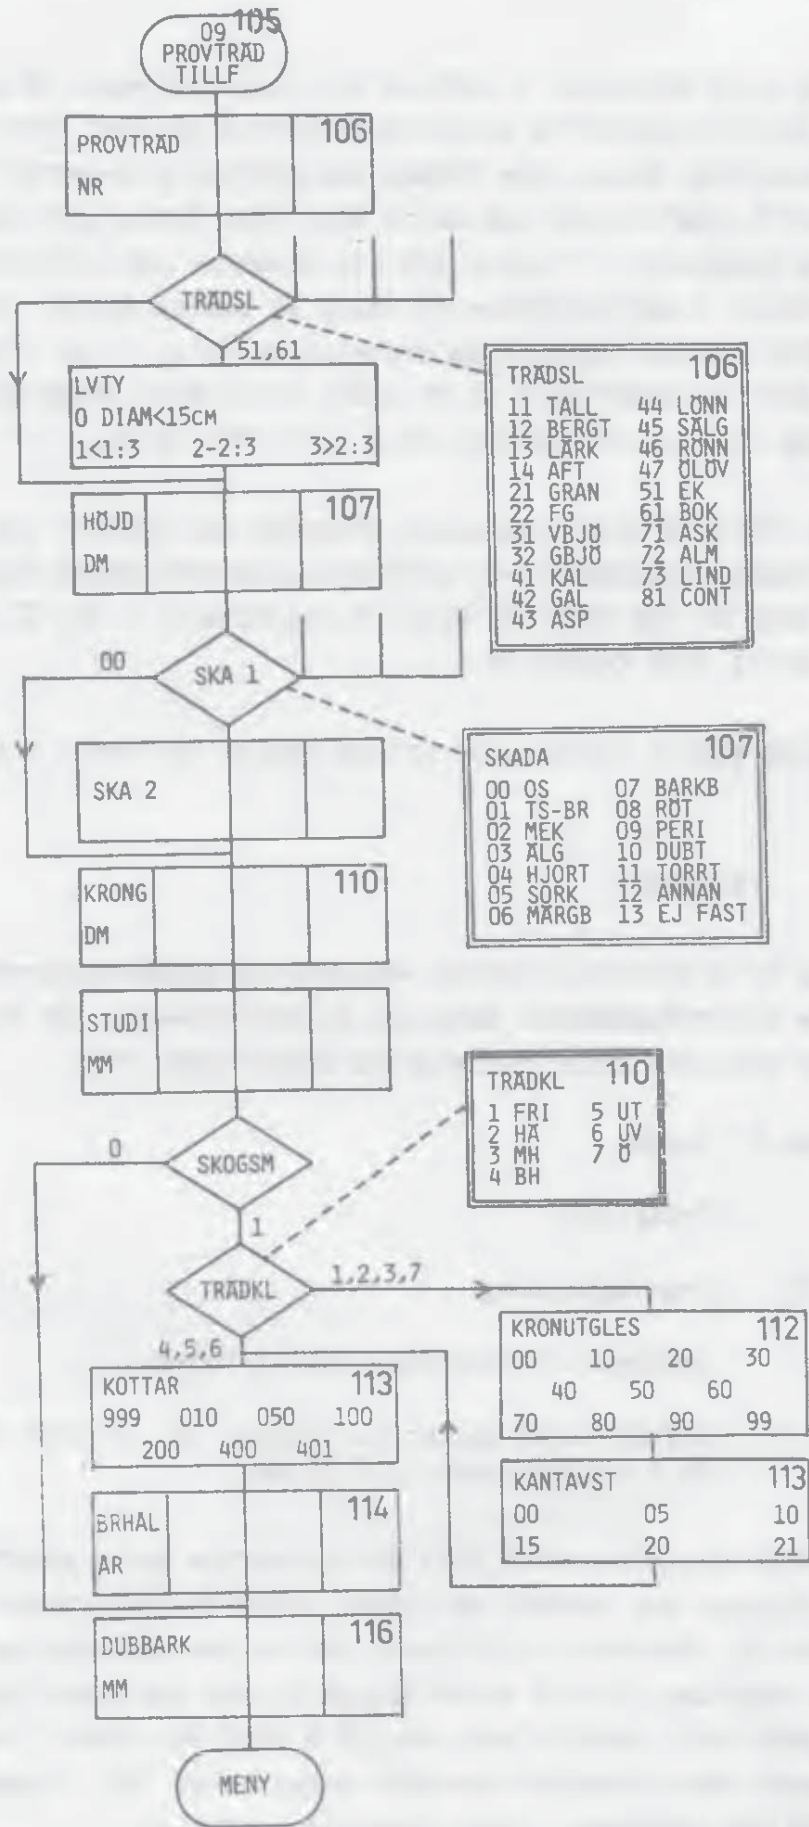 105
09
PROVTRÄD
TILLF
PROVTRÄD 106
NR
TRÄDSL
51,61
LVTY
0 DIAM<15CM
1<1:3 2-2:3 3>2:3
TRÄDSL 106
11 TALL 44 LÖNN
12 BERGT 45 SÄLG
13 LÄRK 46 RÖNN
14 AFT 47 ÖLÖV
21 GRAN 51 EK
22 FG 61 BOK
31 VBJÖ 71 ASK
32 GBJÖ 72 ALM
41 KAL 73 LIND
42 GAL 81 CONT
43 ASP
HÖJD 107
DM
00
SKA 1
SKA 2
SKADA 107
00 OS 07 BARKB
01 TS-BR 08 RÖT
02 MEK 09 PERI
03 ÄLG 10 DUBT
04 HJORT 11 TORRT
05 SORK 12 ANNAN
06 MÄRGB 13 EJ FAST
KRONG 110
DM
STUDI
MM
TRÄDKL 110
1 FRI 5 UT
2 HÄ 6 UV
3 MH 7 Ö
4 BH
0
SKOGSM
1
TRÄDKL
1,2,3,7
4,5,6
KRONUTGLES 112
00 10 20 30
40 50 60
70 80 90 99
KOTTAR 113
999 010 050 100
200 400 401
KANTAVST 113
00 05 10
15 20 21
BRHÅL 114
ÅR
DUBBARK 116
MM
MENY